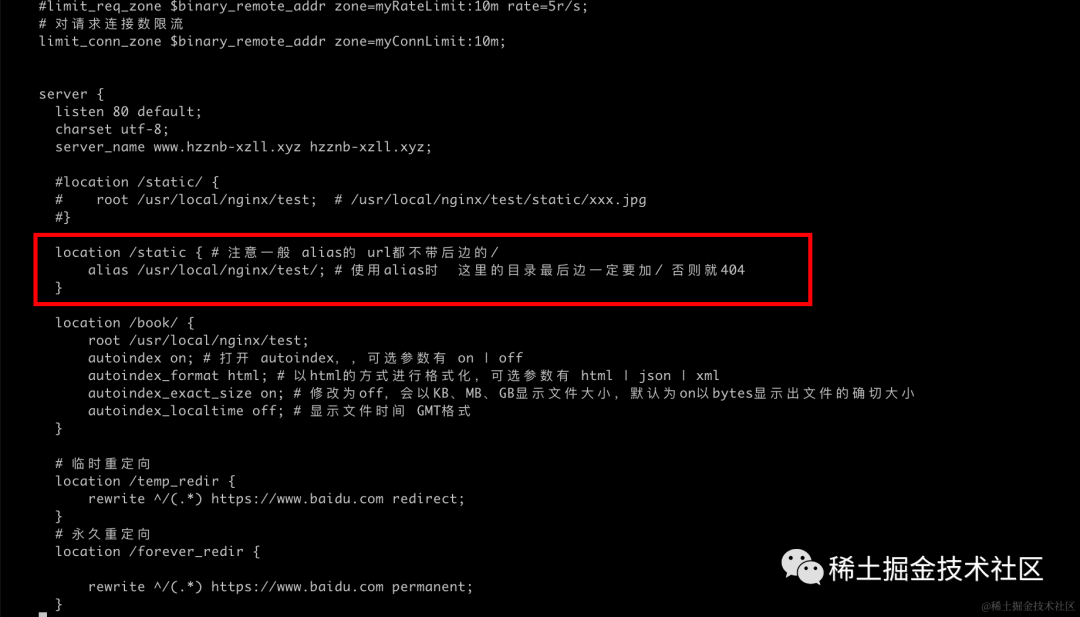 #limit_req_zone $binary_remote_addr zone=myRateLimit:10m rate=5r/s;
# 对请求连接数限流
limit_conn_zone $binary_remote_addr zone=myConnLimit:10m;
server {
listen 80 default;
charset utf-8;
server_name www.hzznb-xzll.xyz hzznb-xzll.xyz;
#location /static/ {
# root /usr/local/nginx/test; # /usr/local/nginx/test/static/xxx.jpg
#}
location /static { # 注意一般 alias的 url都不带后边的/
alias /usr/local/nginx/test/; # 使用alias时 这里的目录最后边一定要加/ 否则就404
}
location /book/ {
root /usr/local/nginx/test;
autoindex on; # 打开 autoindex,，可选参数有 on | off
autoindex_format html; # 以html的方式进行格式化，可选参数有 html | json | xml
autoindex_exact_size on; # 修改为off，会以KB、MB、GB显示文件大小，默认为on以bytes显示出文件的确切大小
autoindex_localtime off; # 显示文件时间 GMT格式
}
# 临时重定向
location /temp_redir {
rewrite ^/(.*) https://www.baidu.com redirect;
}
# 永久重定向
location /forever_redir {
rewrite ^/(.*) https://www.baidu.com permanent;
}
稀土掘金技术社区
@稀土掘金技术社区